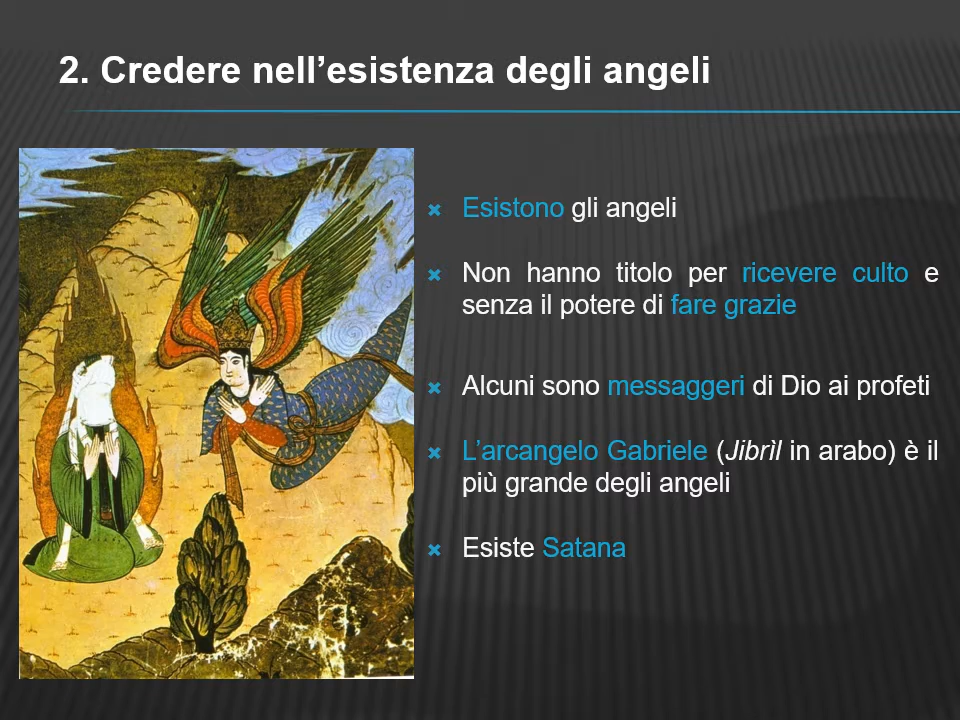 2. Credere nell’esistenza degli angeli
Esistono gli angeli
Non hanno titolo per ricevere culto e
senza il potere di fare grazie
Alcuni sono messaggeri di Dio ai profeti
L’arcangelo Gabriele (Jibrìl in arabo) è il
più grande degli angeli
Esiste Satana